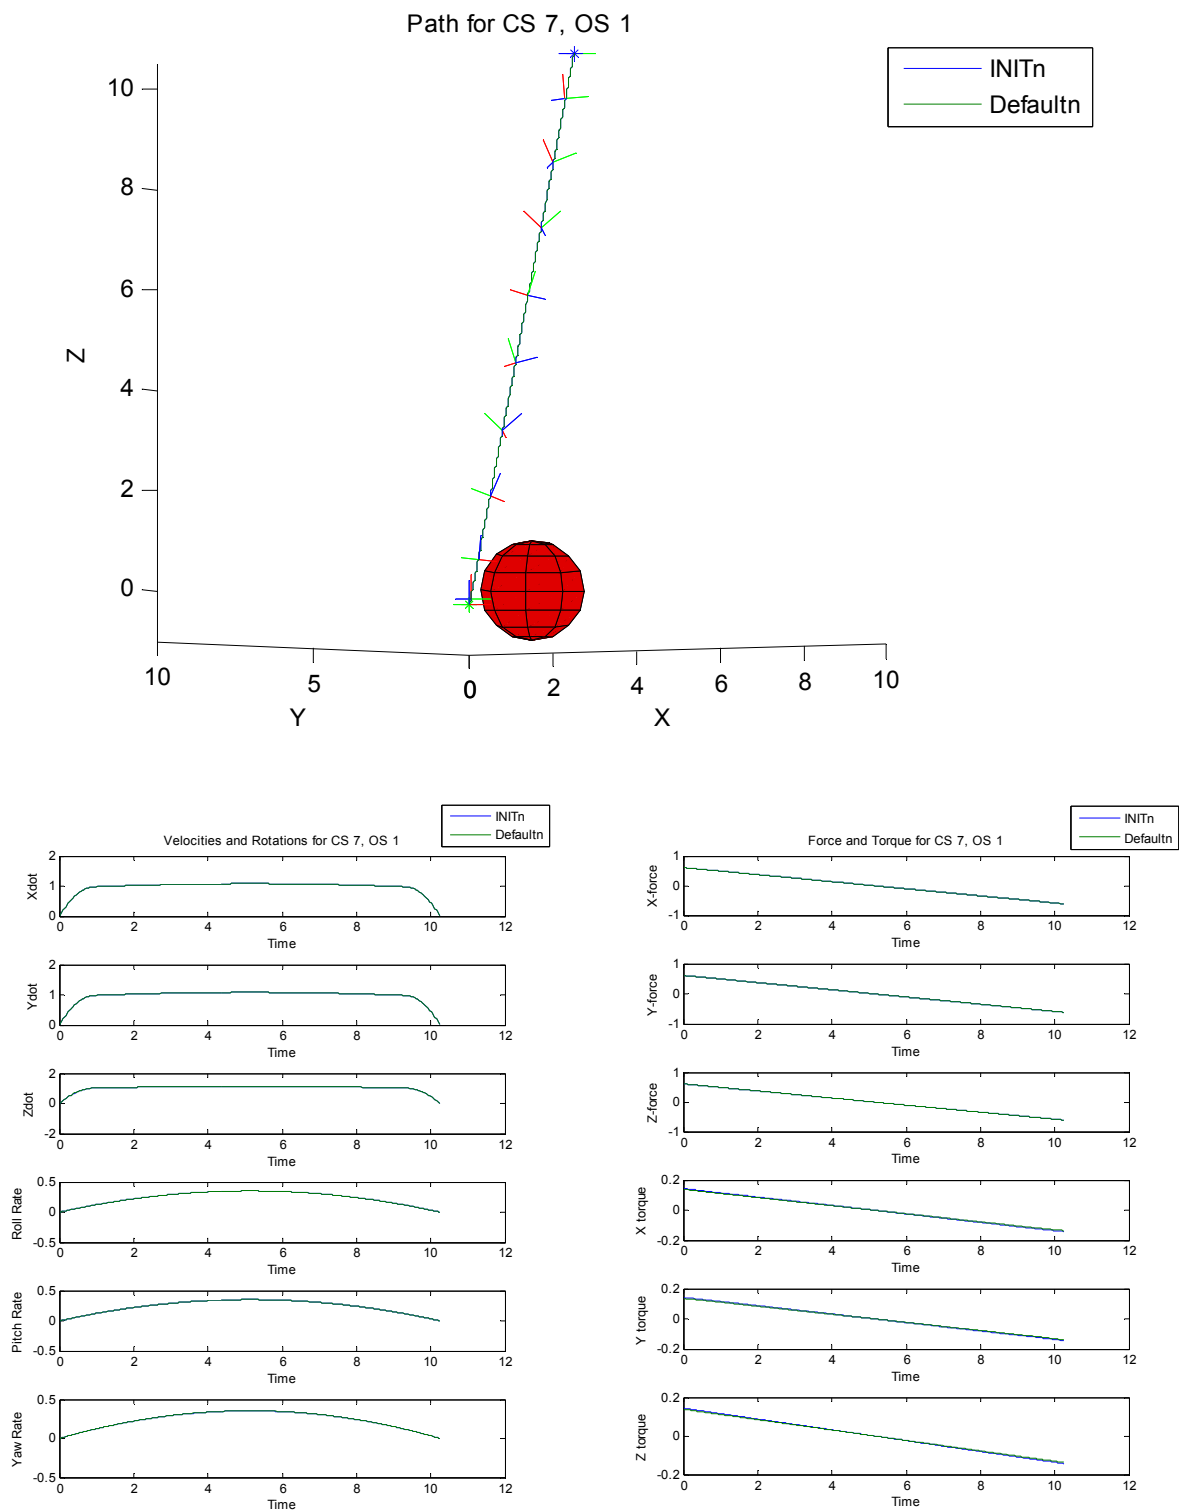 Path for CS 7, OS 1
INITn
Defaultn
10
8
6
4
2
0
Z
10
5
0
0
2
4
6
8
10
Y
X
INITn
Defaultn
Velocities and Rotations for CS 7, OS 1
2
1
0
Xdot
0 2 4 6 8 10 12
Time
2
1
0
Ydot
0 2 4 6 8 10 12
Time
2
0
-2
Zdot
0 2 4 6 8 10 12
Time
0.5
0
-0.5
Roll Rate
0 2 4 6 8 10 12
Time
0.5
0
-0.5
Pitch Rate
0 2 4 6 8 10 12
Time
0.5
0
-0.5
Yaw Rate
0 2 4 6 8 10 12
Time
INITn
Defaultn
Force and Torque for CS 7, OS 1
1
0
-1
X-force
0 2 4 6 8 10 12
Time
1
0
-1
Y-force
0 2 4 6 8 10 12
Time
1
0
-1
Z-force
0 2 4 6 8 10 12
Time
0.2
0
-0.2
X torque
0 2 4 6 8 10 12
Time
0.2
0
-0.2
Y torque
0 2 4 6 8 10 12
Time
0.2
0
-0.2
Z torque
0 2 4 6 8 10 12
Time